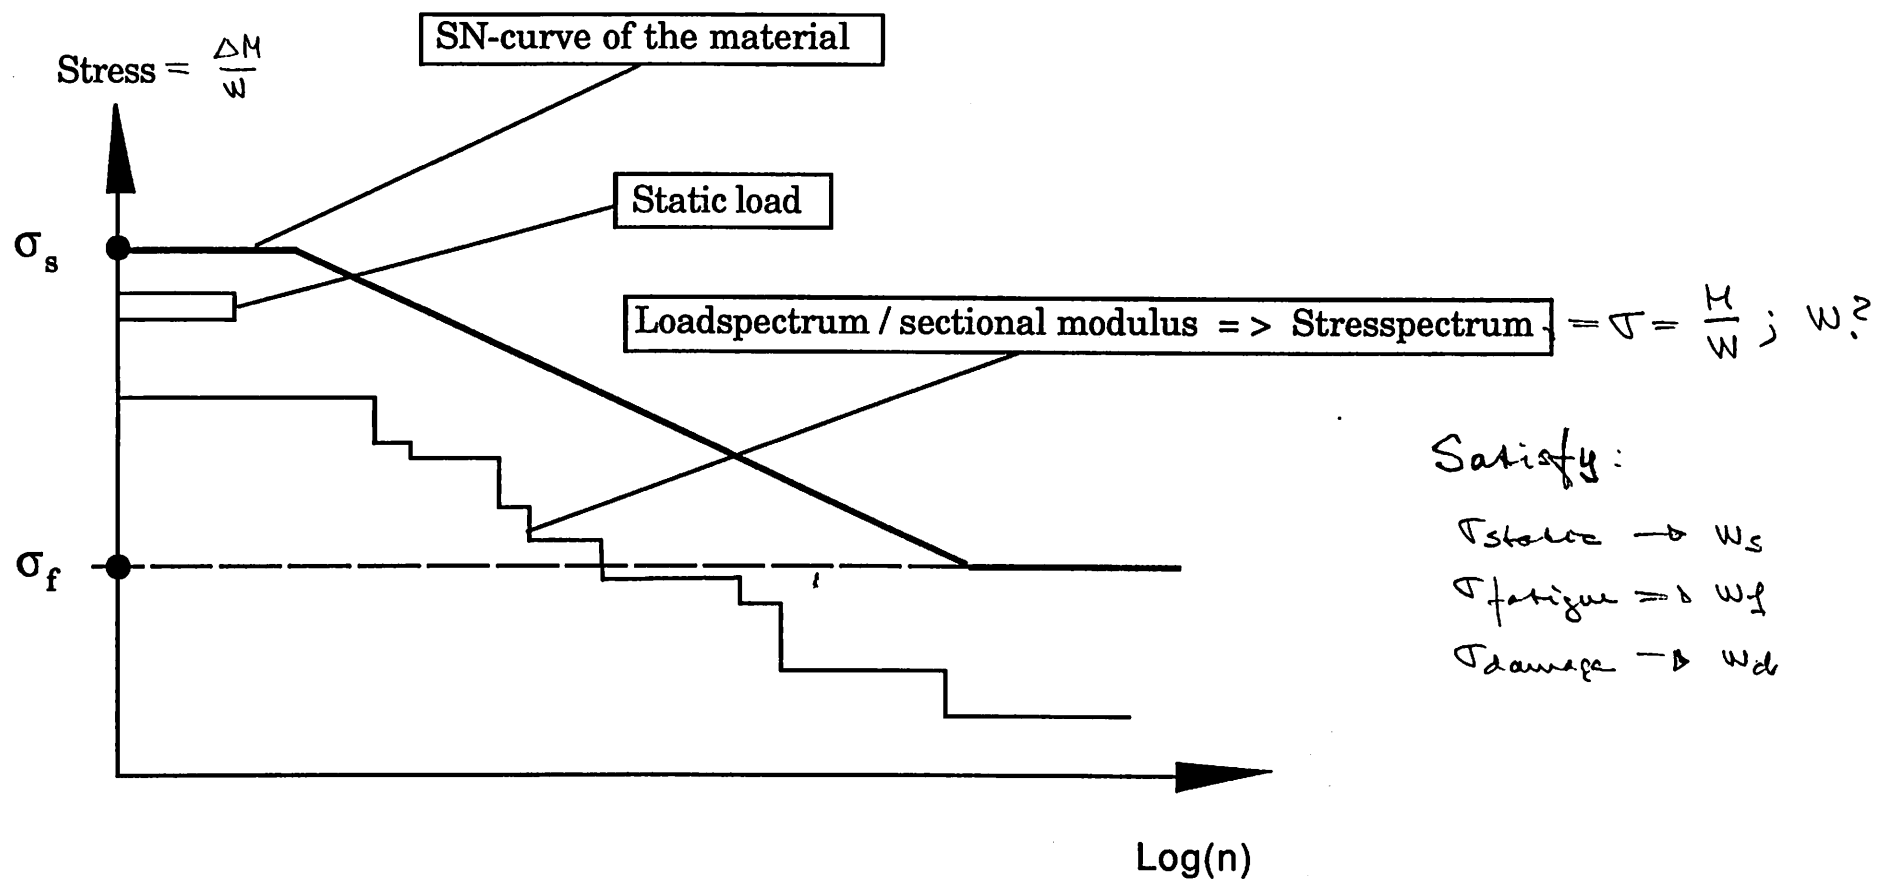 SN-curve of the material
Stress = ΔM / W
Static load
σs
Loadspectrum / sectional modulus = > Stresspectrum = σ = M / W ; W?
Satisfy:
σstatic → Ws
σf
σfatigue => Wf
σdamage → Wd
Log(n)